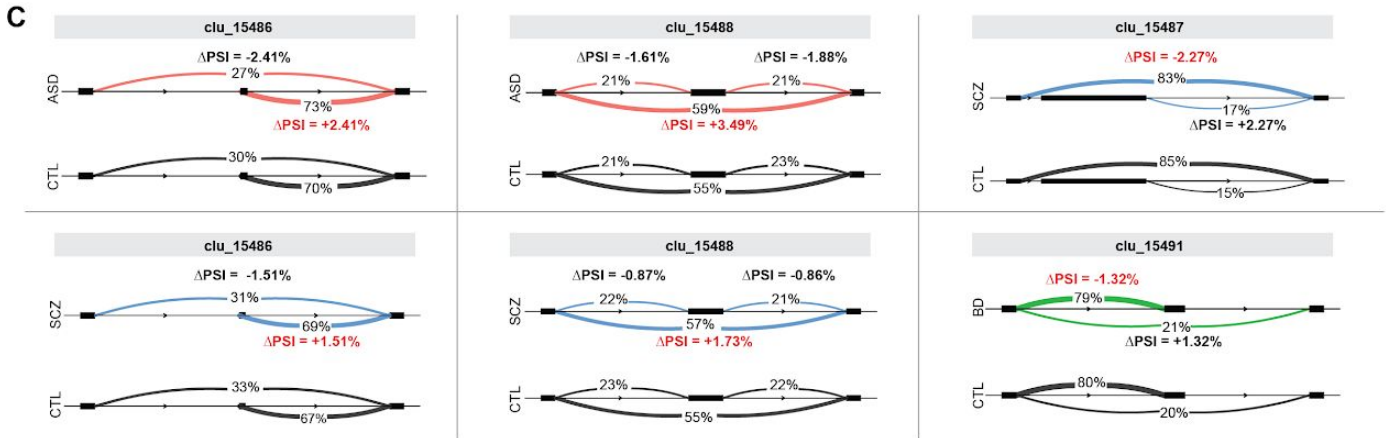 C
clu_15486
ΔPSI = -2.41%
27%
ASD
73%
ΔPSI = +2.41%
30%
CTL
70%
clu_15488
ΔPSI = -1.61%
ΔPSI = -1.88%
21%
21%
ASD
59%
ΔPSI = +3.49%
21%
23%
CTL
55%
clu_15487
ΔPSI = -2.27%
83%
SCZ
17%
ΔPSI = +2.27%
85%
CTL
15%
clu_15486
ΔPSI = -1.51%
31%
SCZ
69%
ΔPSI = +1.51%
33%
CTL
67%
clu_15488
ΔPSI = -0.87%
ΔPSI = -0.86%
22%
21%
SCZ
57%
ΔPSI = +1.73%
23%
22%
CTL
55%
clu_15491
ΔPSI = -1.32%
79%
BD
21%
ΔPSI = +1.32%
80%
CTL
20%